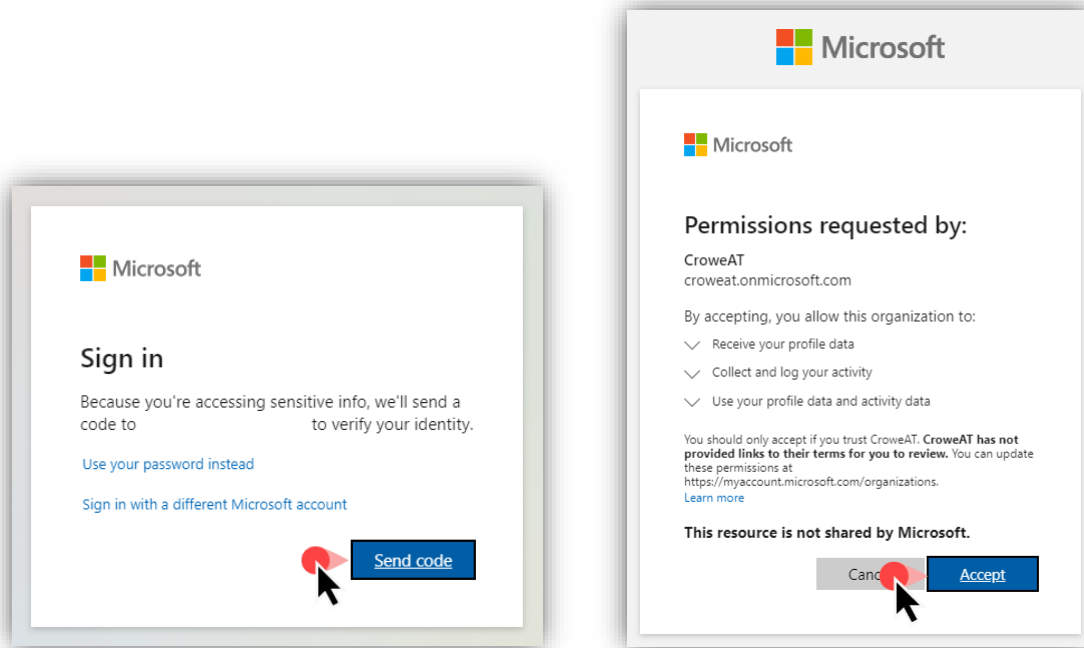 Microsoft
Sign in
Because you're accessing sensitive info, we'll send a
code to to verify your identity.
Use your password instead
Sign in with a different Microsoft account
Send code
Microsoft
Microsoft
Permissions requested by:
CroweAT
croweat.onmicrosoft.com
By accepting, you allow this organization to:
Receive your profile data
Collect and log your activity
Use your profile data and activity data
You should only accept if you trust CroweAT. CroweAT has not
provided links to their terms for you to review. You can update
these permissions at
https://myaccount.microsoft.com/organizations.
Learn more
This resource is not shared by Microsoft.
Canc
Accept